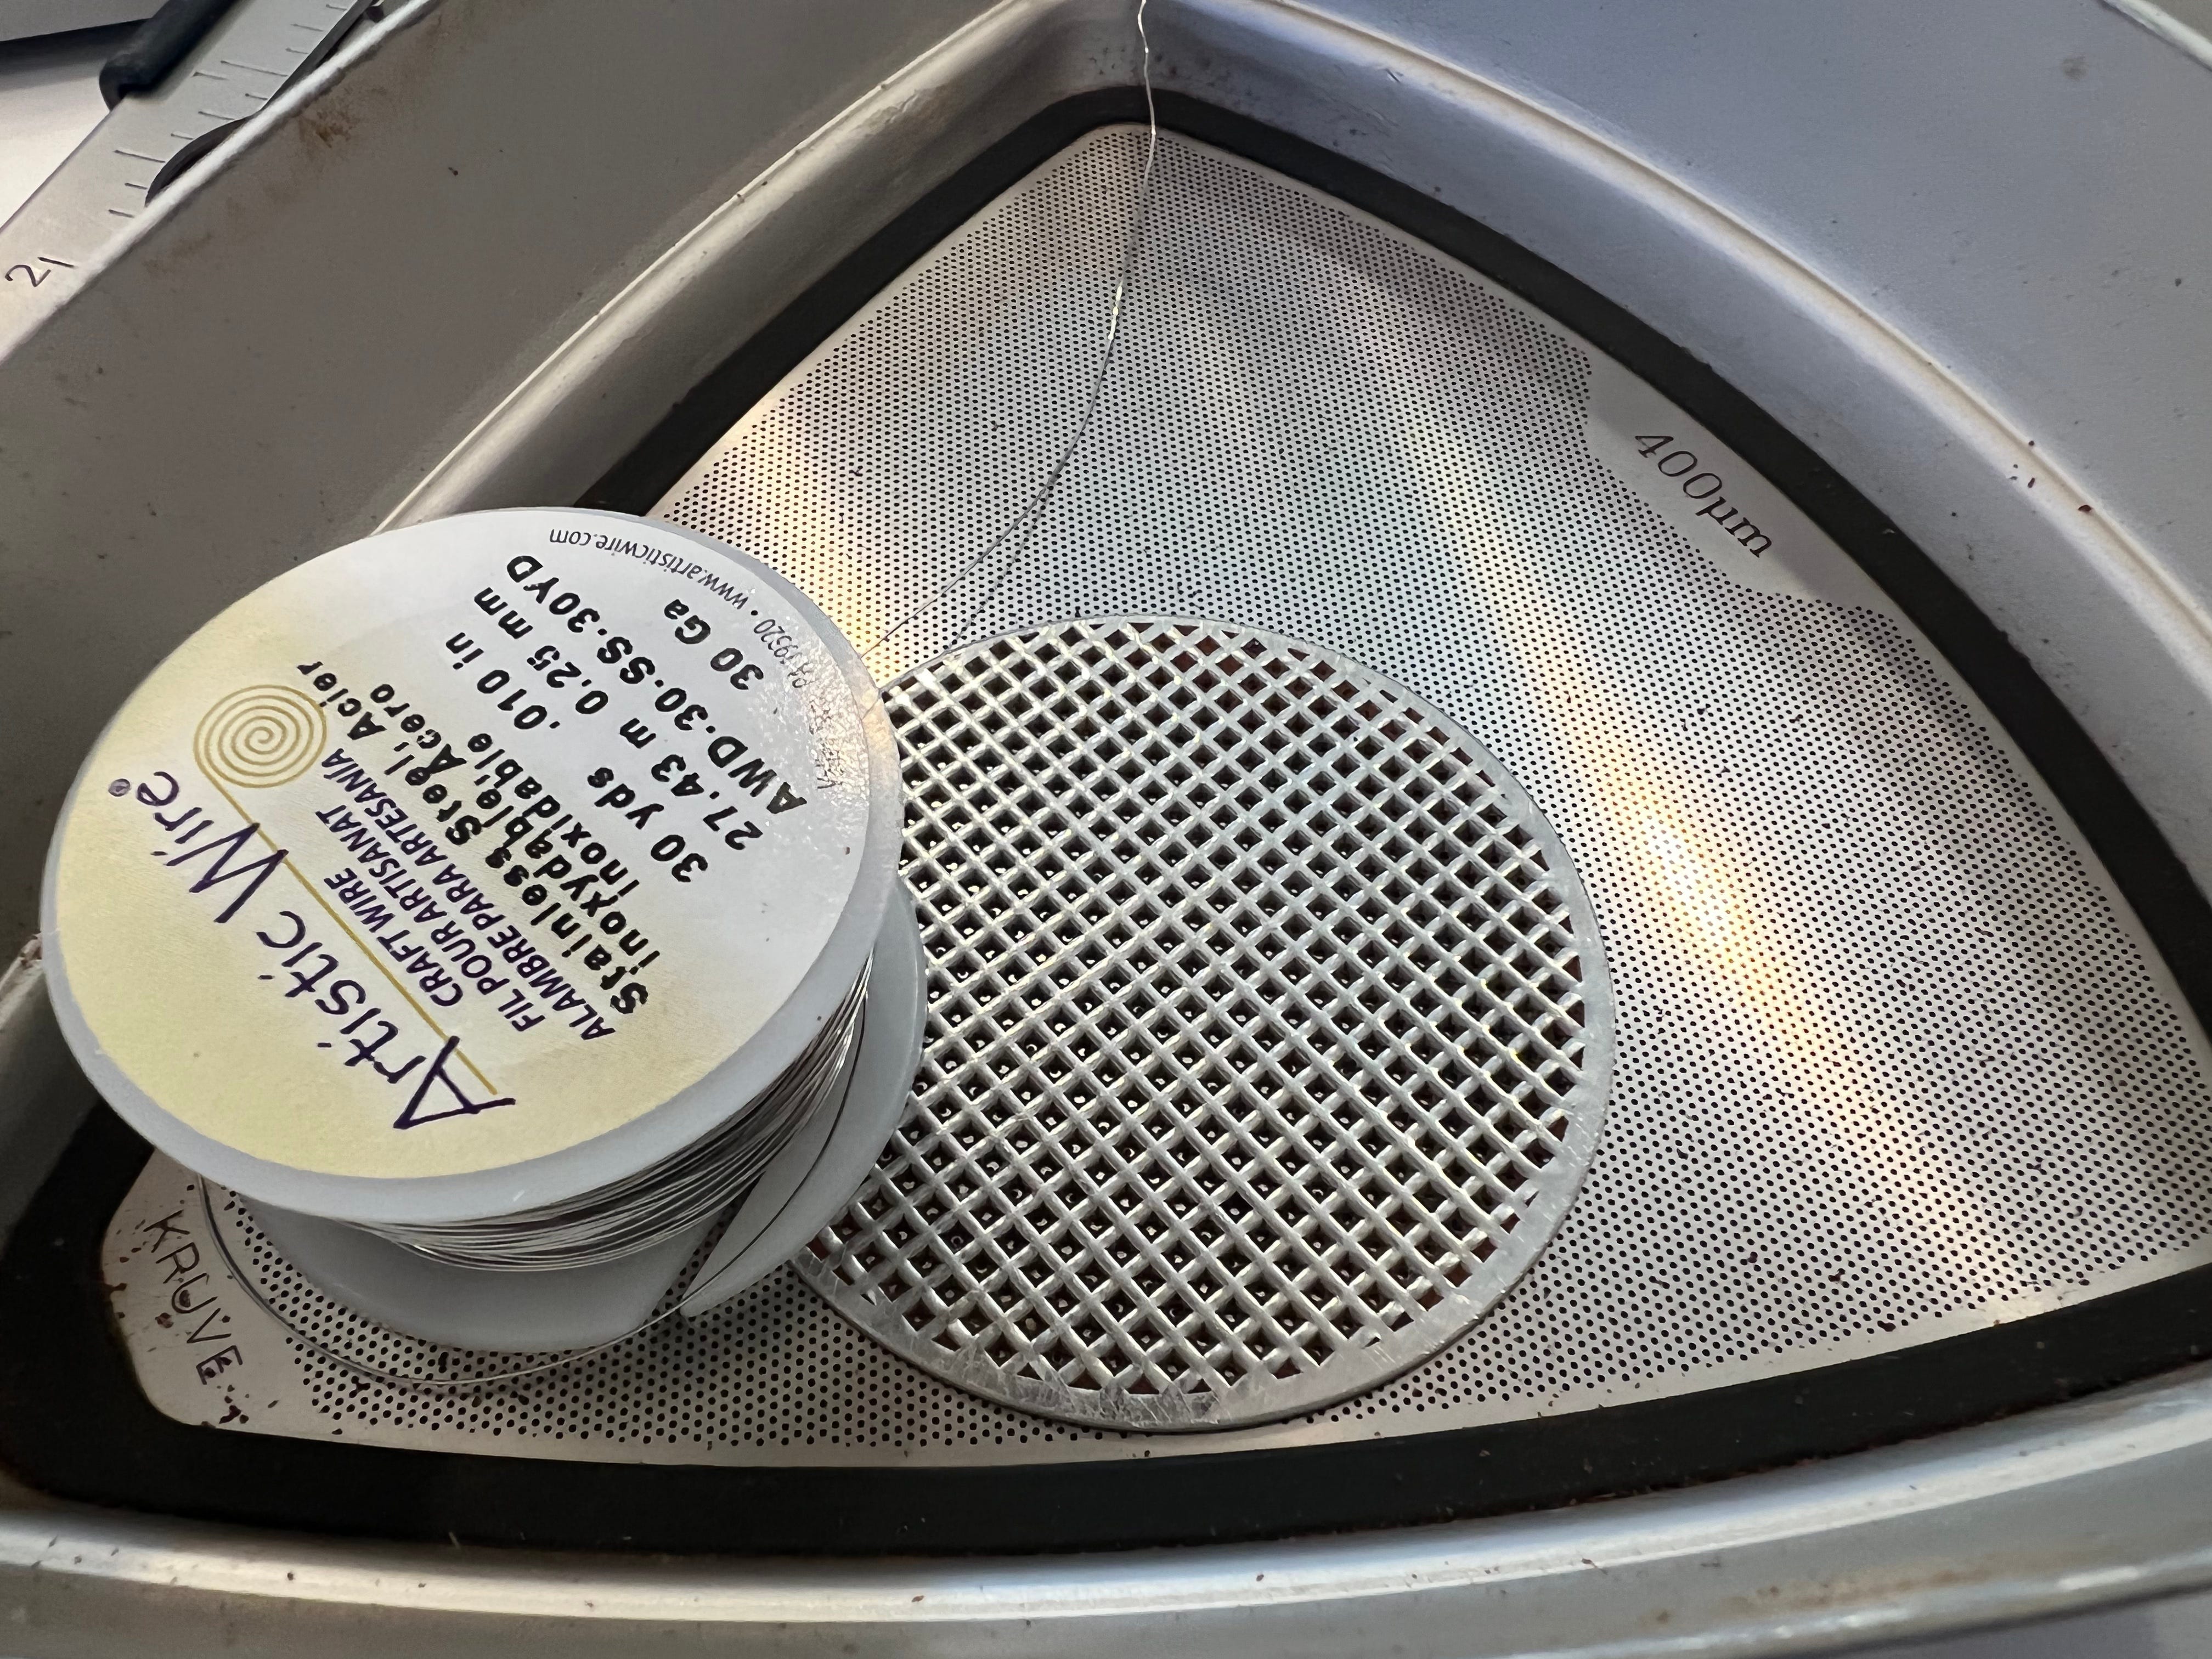 Artistic Wire®
CRAFT WIRE
FIL POUR ARTISANAT
ALAMBRE PARA ARTESANÍA
Stainless Steel, Acier
inoxydable, Acero
inoxidable
30 yds .010 in
27.43 m 0,25 mm
AWD.30.SS.30YD
30 Ga
www.artisticwire.com
400µm
KRUVE
2